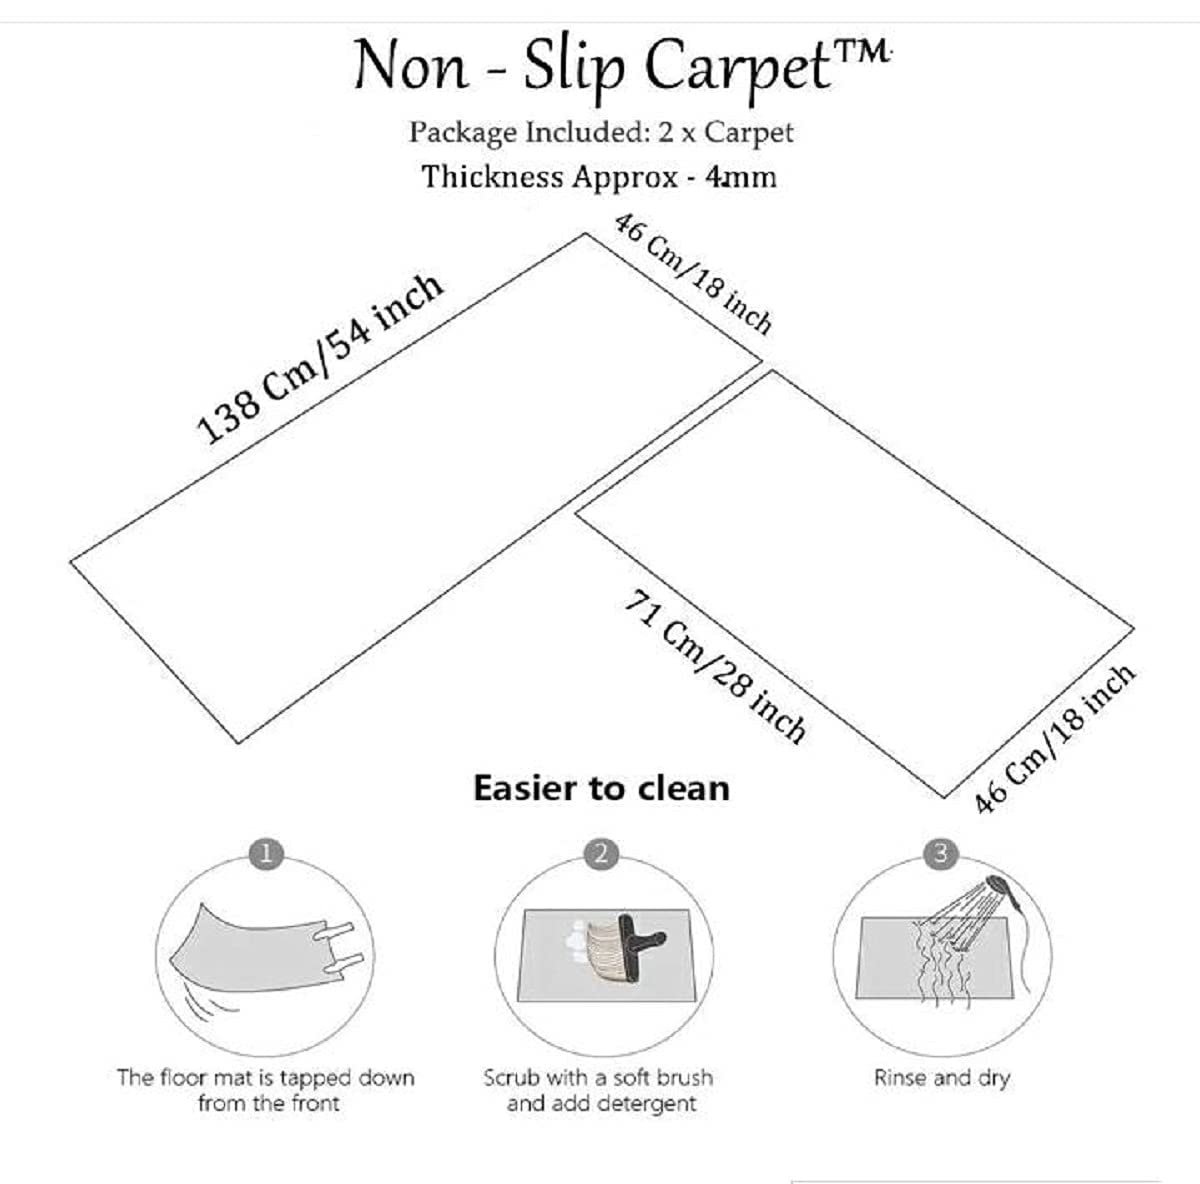 Non - Slip Carpet™
Package Included: 2 x Carpet
Thickness Approx - 4mm
46 Cm/18 inch
138 Cm/54 inch
71 Cm/28 inch
46 Cm/18 inch
Easier to clean
1
2
3
The floor mat is tapped down
from the front
Scrub with a soft brush
and add detergent
Rinse and dry